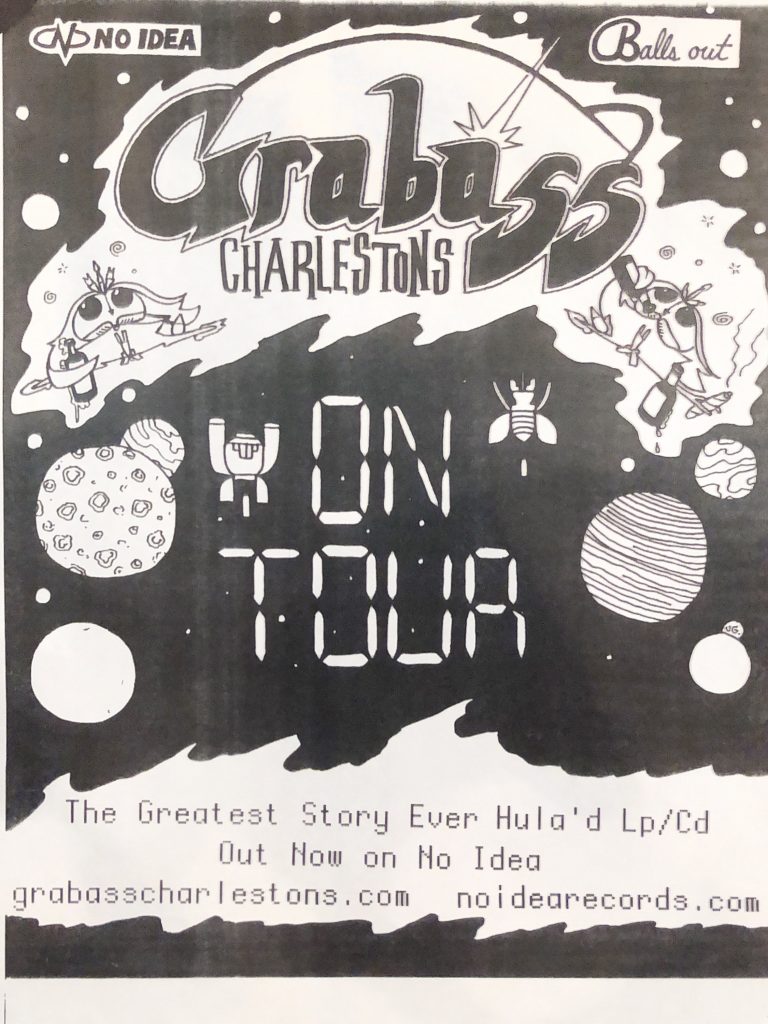 NO IDEA
Balls out
Grabass
CHARLESTONS
ON
TOUR
The Greatest Story Ever Hula'd Lp/Cd
Out Now on No Idea
grabasscharlestons.com noidearecords.com